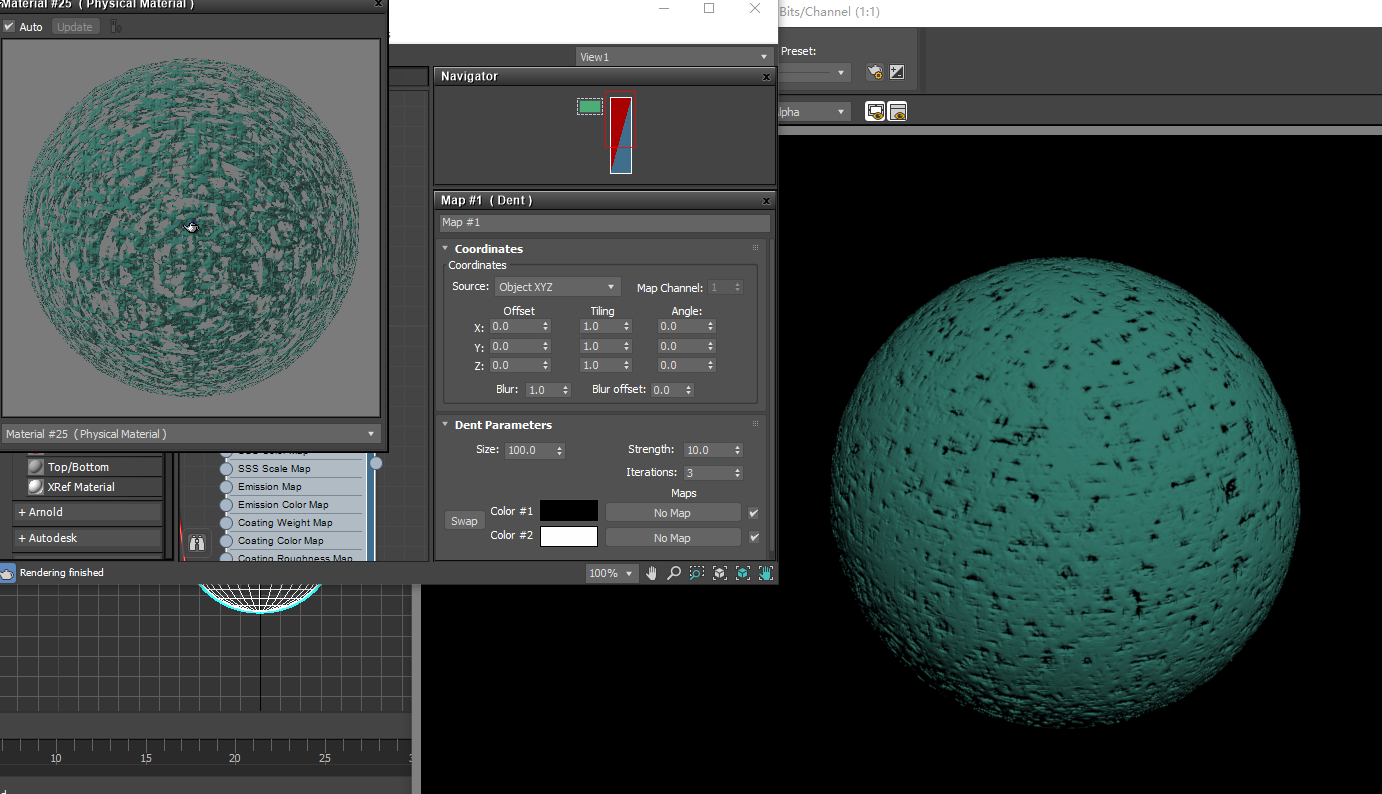 Material #25 ( Physical Material )
Bits/Channel (1:1)
Auto
Update
View1
Preset:
Navigator
lpha
Map #1 ( Dent )
Map #1
Coordinates
Coordinates
Source:
Object XYZ
Map Channel:
1
Offset
Tiling
Angle:
X:
0.0
1.0
0.0
Y:
0.0
1.0
0.0
Z:
0.0
1.0
0.0
Blur:
1.0
Blur offset:
0.0
Dent Parameters
Size:
100.0
Strength:
10.0
Iterations:
3
Maps
Swap
Color #1
No Map
Color #2
No Map
Material #25 ( Physical Material )
Top/Bottom
XRef Material
+ Arnold
+ Autodesk
SSS Color Map
SSS Scale Map
Emission Map
Emission Color Map
Coating Weight Map
Coating Color Map
Coating Roughness Map
Rendering finished
100%
10
15
20
25